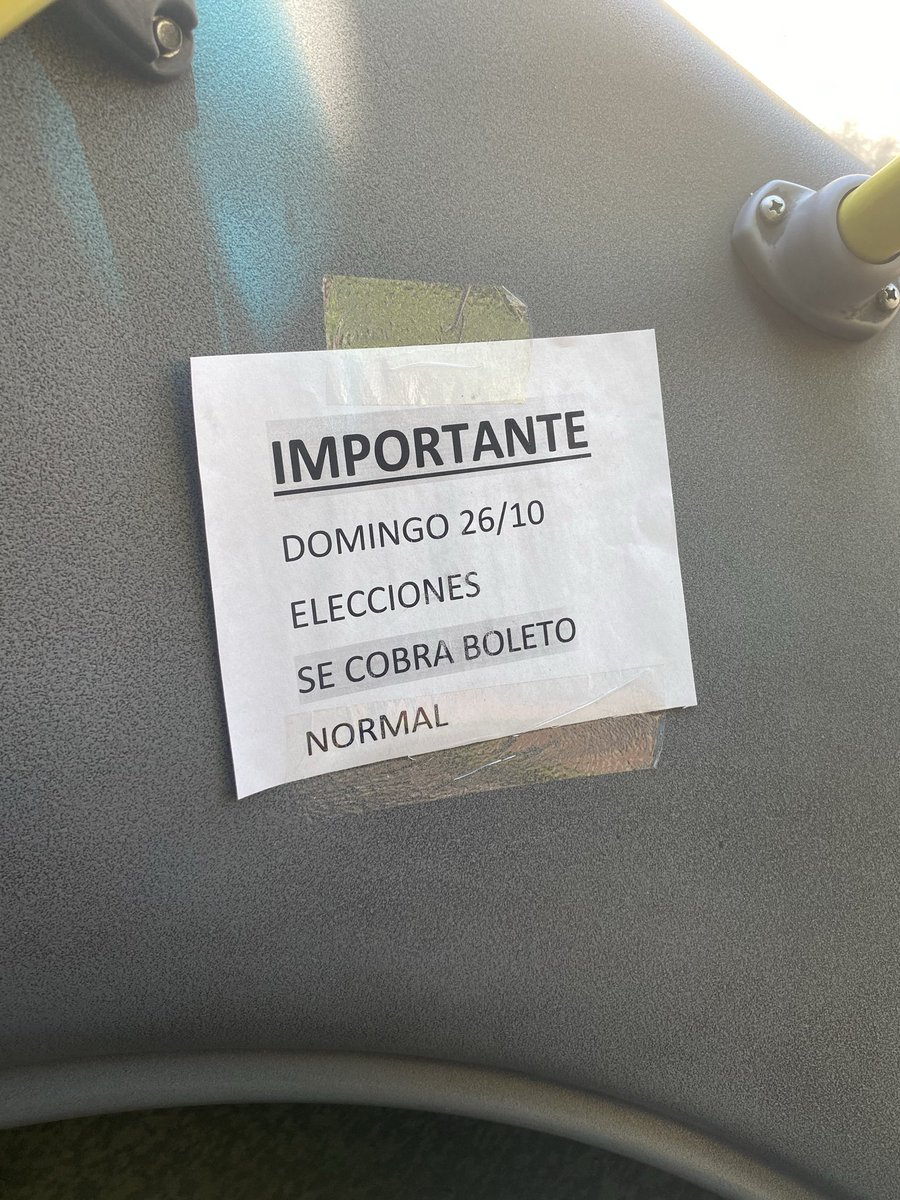 IMPORTANTE
DOMINGO 26/10
ELECCIONES
SE COBRA BOLETO
NORMAL